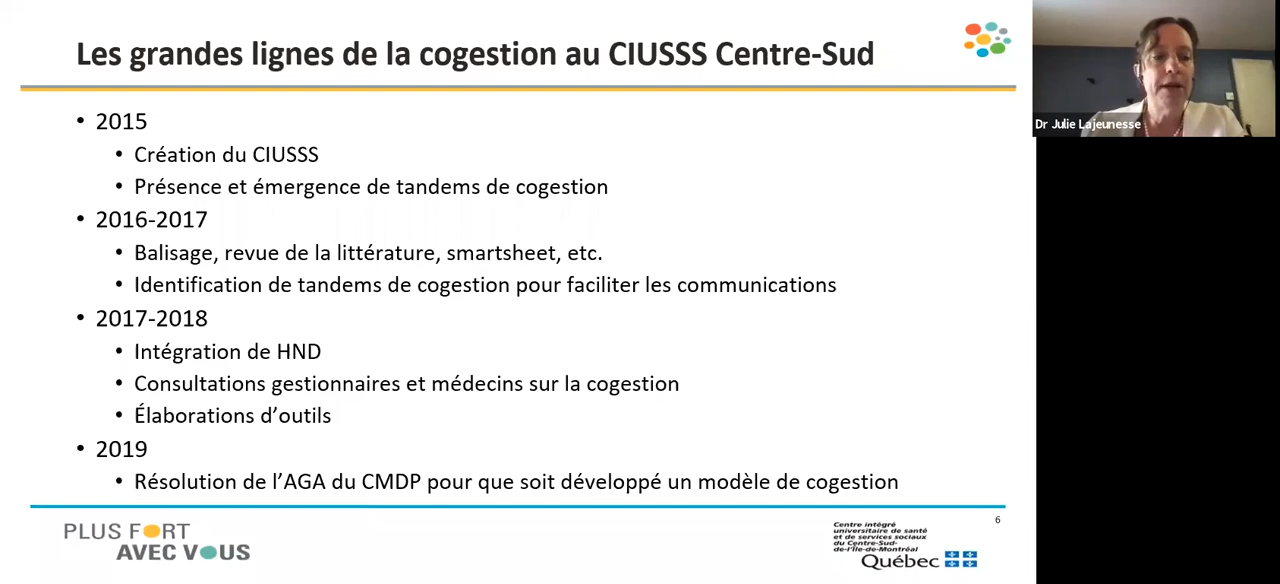 Les grandes lignes de la cogestion au CIUSSS Centre-Sud
Dr Julie Lajeunesse
• 2015
• Création du CIUSSS
• Présence et émergence de tandems de cogestion
• 2016-2017
• Balisage, revue de la littérature, smartsheet, etc.
• Identification de tandems de cogestion pour faciliter les communications
• 2017-2018
• Intégration de HND
• Consultations gestionnaires et médecins sur la cogestion
• Élaborations d’outils
• 2019
• Résolution de l’AGA du CMDP pour que soit développé un modèle de cogestion
6
PLUS FORT
AVEC VOUS
Centre intégré
universitaire de santé
et de services sociaux
du Centre-Sud-
de-l'Île-de-Montréal
Québec